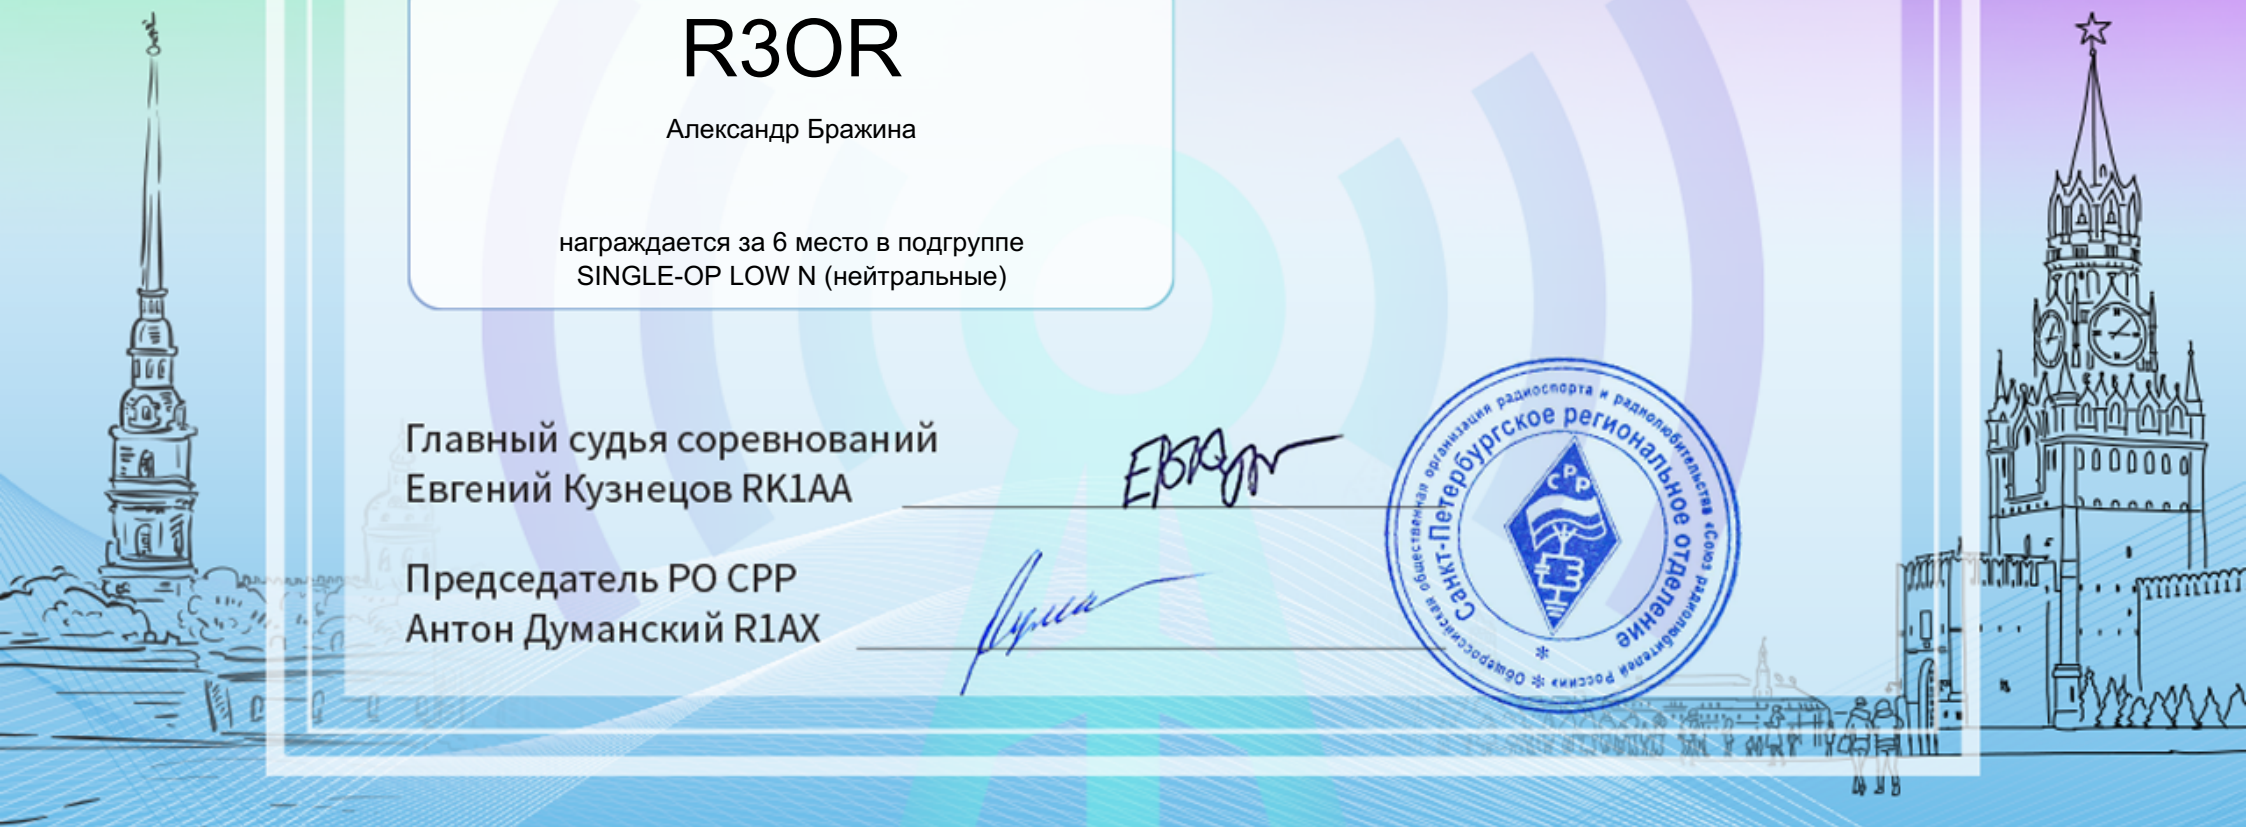 R3OR
Александр Бражина
награждается за 6 место в подгруппе
SINGLE-OP LOW N (нейтральные)
Главный судья соревнований
Евгений Кузнецов RK1AA
Председатель РО СРР
Антон Думанский R1AX
Общероссийская общественная организация радиоспорта и радиолюбительства «Союз радиолюбителей России» *
Санкт-Петербургское региональное отделение *
СРР